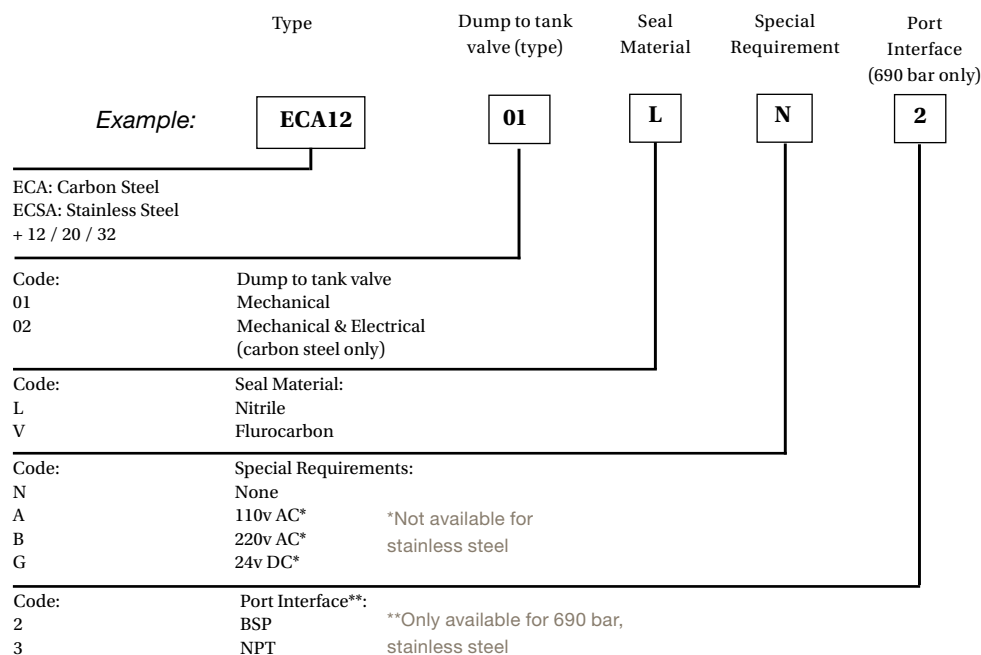 Type
Dump to tank
valve (type)
Seal
Material
Special
Requirement
Port
Interface
(690 bar only)
Example:
ECA12
01
L
N
2
ECA: Carbon Steel
ECSA: Stainless Steel
+ 12 / 20 / 32
Code: Dump to tank valve
01 Mechanical
02 Mechanical & Electrical
(carbon steel only)
Code: Seal Material:
L Nitrile
V Flurocarbon
Code: Special Requirements:
N None
A 110v AC*
B 220v AC*
G 24v DC*
*Not available for
stainless steel
Code: Port Interface**:
2 BSP
3 NPT
**Only available for 690 bar,
stainless steel